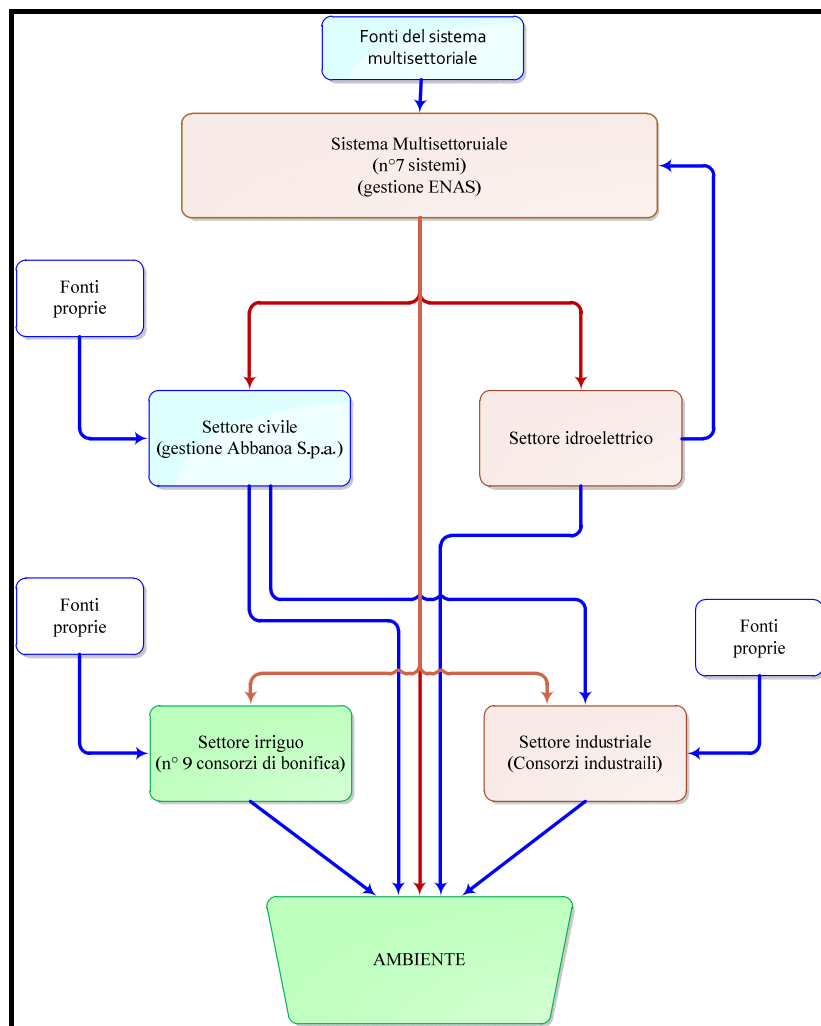 Fonti del sistema
multisettoriale
Sistema Multisettoruiale
(n°7 sistemi)
(gestione ENAS)
Fonti
proprie
Settore civile
(gestione Abbanoa S.p.a.)
Settore idroelettrico
Fonti
proprie
Fonti
proprie
Settore irriguo
(n° 9 consorzi di bonifica)
Settore industriale
(Consorzi industraili)
AMBIENTE